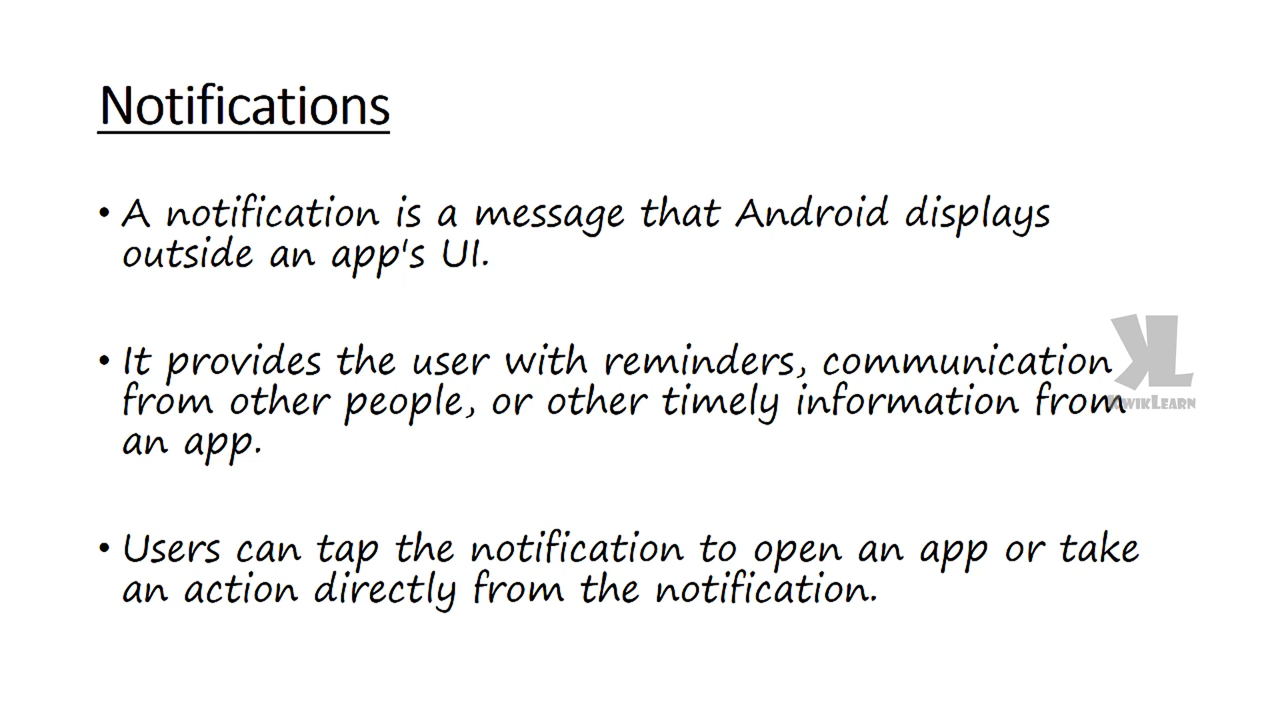 Notifications
• A notification is a message that Android displays
outside an app's UI.
• It provides the user with reminders, communication
from other people, or other timely information from
an app.
KL
KwikLearn
• Users can tap the notification to open an app or take
an action directly from the notification.